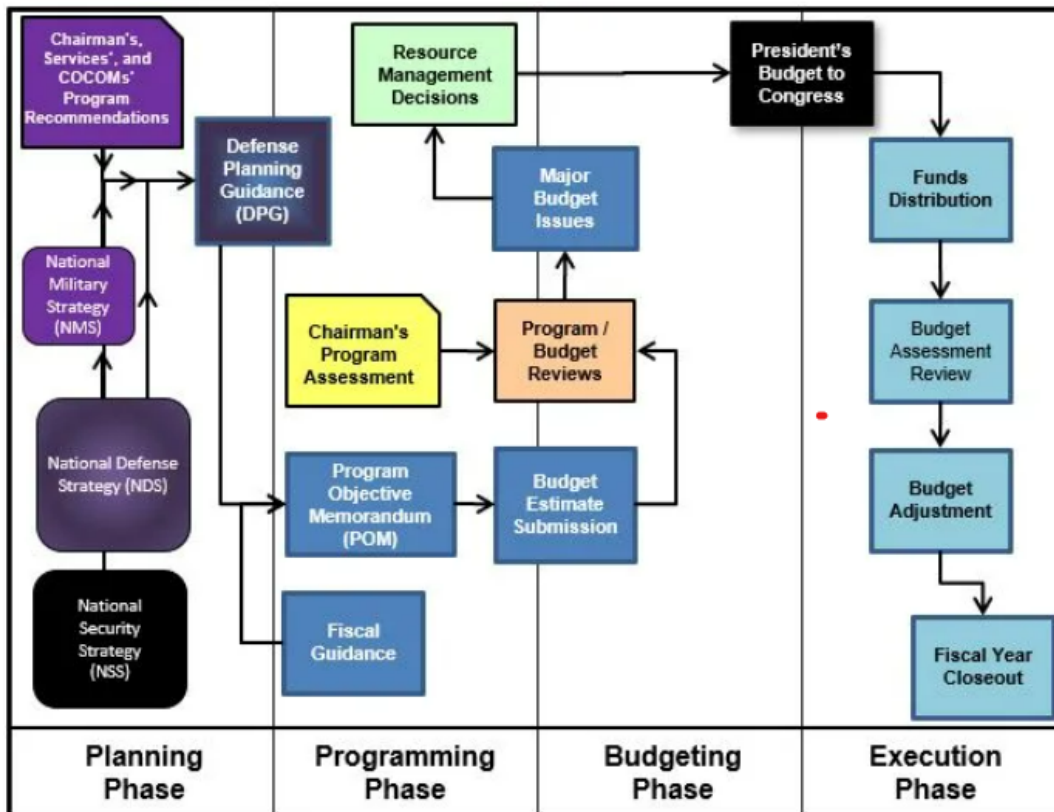 Chairman's,
Services', and
COCOMs'
Program
Recommendations
Defense
Planning
Guidance
(DPG)
National
Military
Strategy
(NMS)
National Defense
Strategy (NDS)
National
Security
Strategy
(NSS)
Resource
Management
Decisions
Major
Budget
Issues
Chairman's
Program
Assessment
Program /
Budget
Reviews
Program
Objective
Memorandum
(POM)
Budget
Estimate
Submission
Fiscal
Guidance
President's
Budget to
Congress
Funds
Distribution
Budget
Assessment
Review
Budget
Adjustment
Fiscal Year
Closeout
Planning
Phase
Programming
Phase
Budgeting
Phase
Execution
Phase